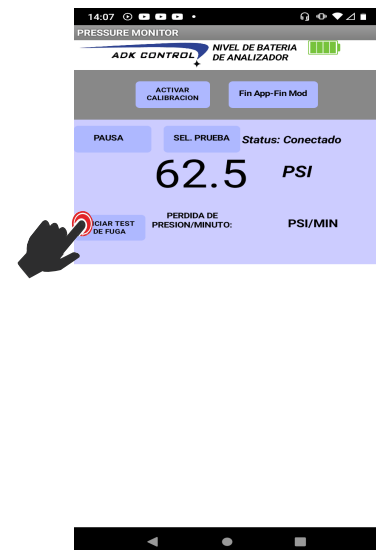 14:07
PRESSURE MONITOR
ADK CONTROL
NIVEL DE BATERIA
DE ANALIZADOR
ACTIVAR
CALIBRACION
Fin App-Fin Mod
PAUSA
SEL. PRUEBA
Status: Conectado
62.5
PSI
CIAR TEST
DE FUGA
PERDIDA DE
PRESION/MINUTO:
PSI/MIN